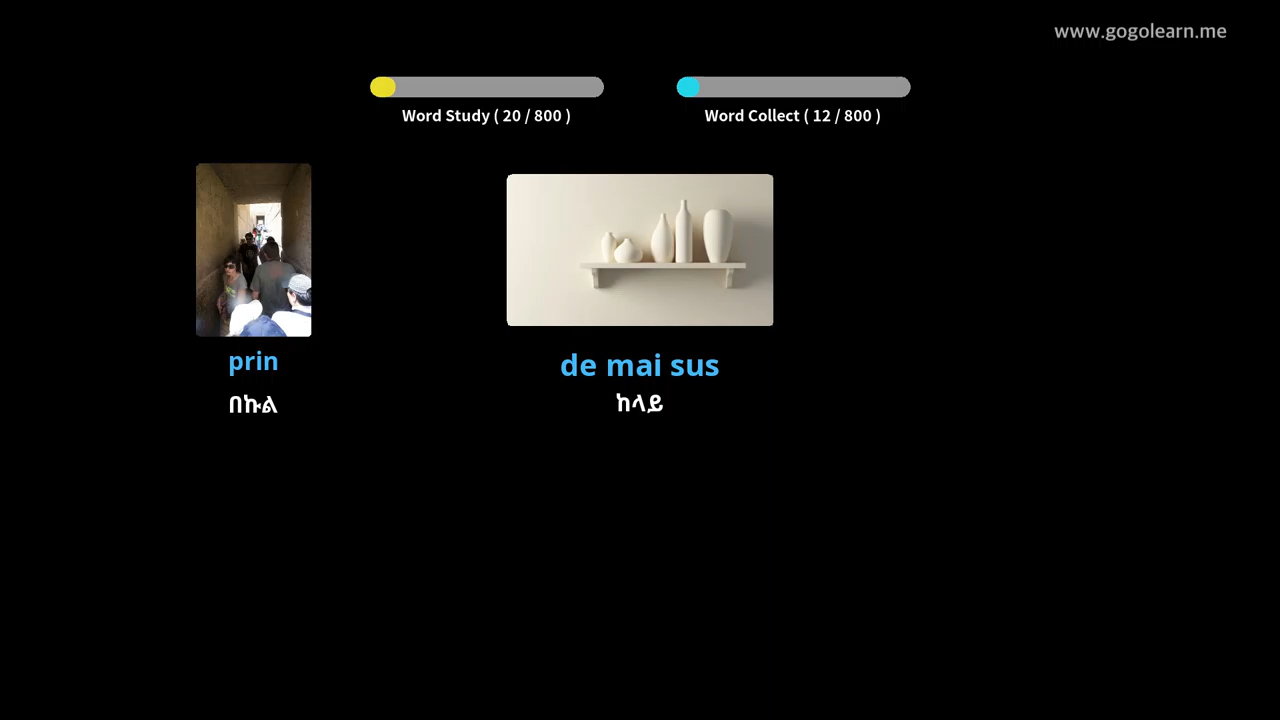 www.gogolearn.me
Word Study ( 20 / 800 )
Word Collect ( 12 / 800 )
prin
በኩል
de mai sus
ከላይ